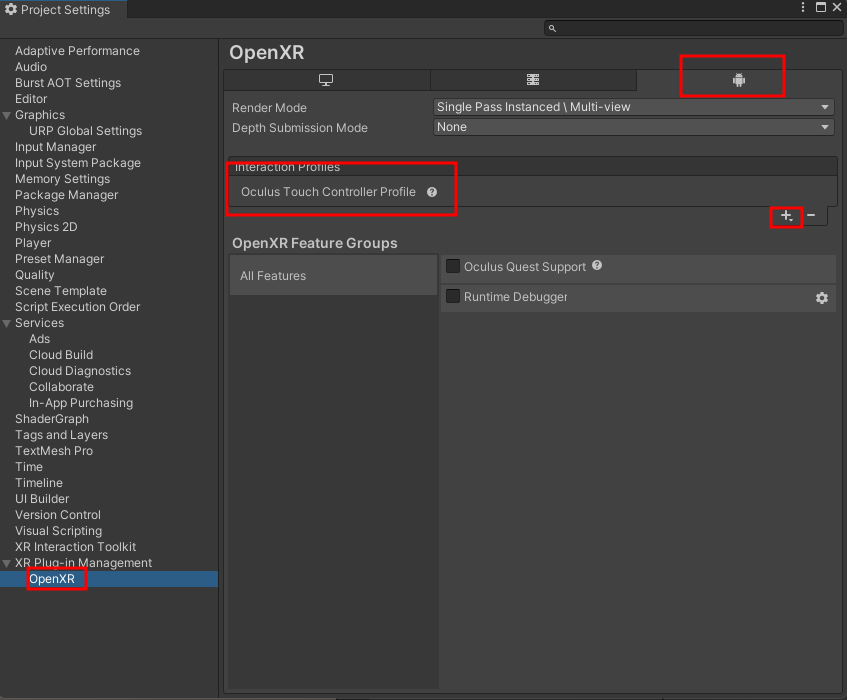 Project Settings
Adaptive Performance
Audio
Burst AOT Settings
Editor
Graphics
URP Global Settings
Input Manager
Input System Package
Memory Settings
Package Manager
Physics
Physics 2D
Player
Preset Manager
Quality
Scene Template
Script Execution Order
Services
Ads
Cloud Build
Cloud Diagnostics
Collaborate
In-App Purchasing
ShaderGraph
Tags and Layers
TextMesh Pro
Time
Timeline
UI Builder
Version Control
Visual Scripting
XR Interaction Toolkit
XR Plug-in Management
OpenXR
OpenXR
Render Mode Single Pass Instanced \ Multi-view
Depth Submission Mode None
Interaction Profiles
Oculus Touch Controller Profile
OpenXR Feature Groups
All Features
Oculus Quest Support
Runtime Debugger